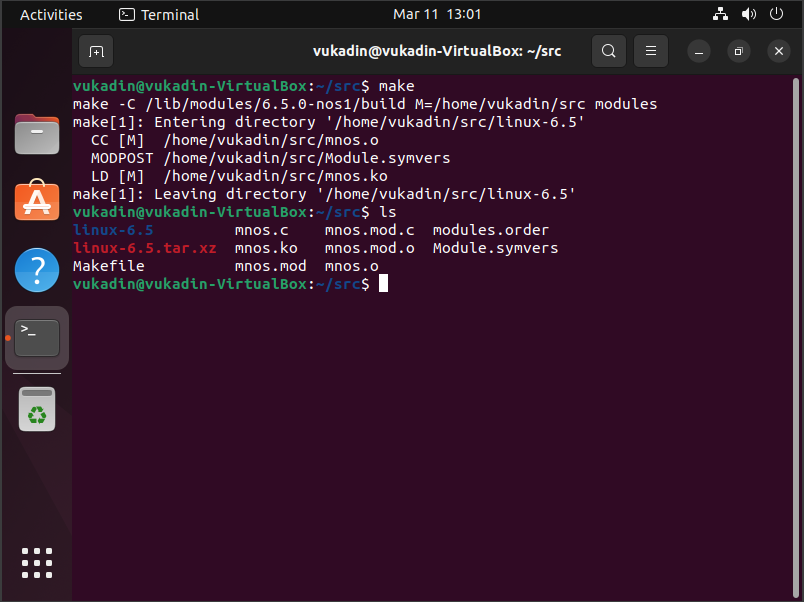 Activities Terminal Mar 11 13:01
vukadin@vukadin-VirtualBox: ~/src
vukadin@vukadin-VirtualBox:~/src$ make
make -C /lib/modules/6.5.0-nos1/build M=/home/vukadin/src modules
make[1]: Entering directory '/home/vukadin/src/linux-6.5'
  CC [M]  /home/vukadin/src/mnos.o
  MODPOST /home/vukadin/src/Module.symvers
  LD [M]  /home/vukadin/src/mnos.ko
make[1]: Leaving directory '/home/vukadin/src/linux-6.5'
vukadin@vukadin-VirtualBox:~/src$ ls
linux-6.5         mnos.c    mnos.mod.c  modules.order
linux-6.5.tar.xz  mnos.ko   mnos.mod.o  Module.symvers
Makefile          mnos.mod  mnos.o
vukadin@vukadin-VirtualBox:~/src$